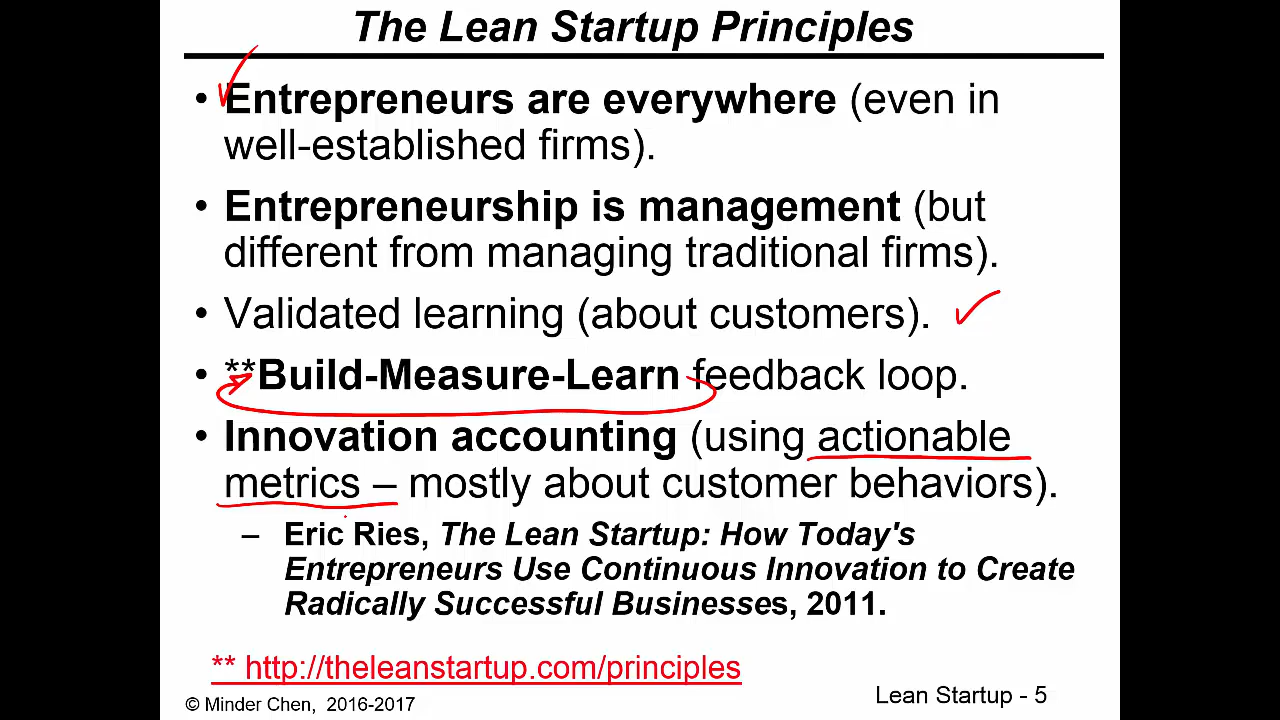 The Lean Startup Principles
• Entrepreneurs are everywhere (even in
well-established firms).
• Entrepreneurship is management (but
different from managing traditional firms).
• Validated learning (about customers).
• **Build-Measure-Learn feedback loop.
• Innovation accounting (using actionable
metrics – mostly about customer behaviors).
– Eric Ries, The Lean Startup: How Today's
Entrepreneurs Use Continuous Innovation to Create
Radically Successful Businesses, 2011.
** http://theleanstartup.com/principles
© Minder Chen, 2016-2017
Lean Startup - 5